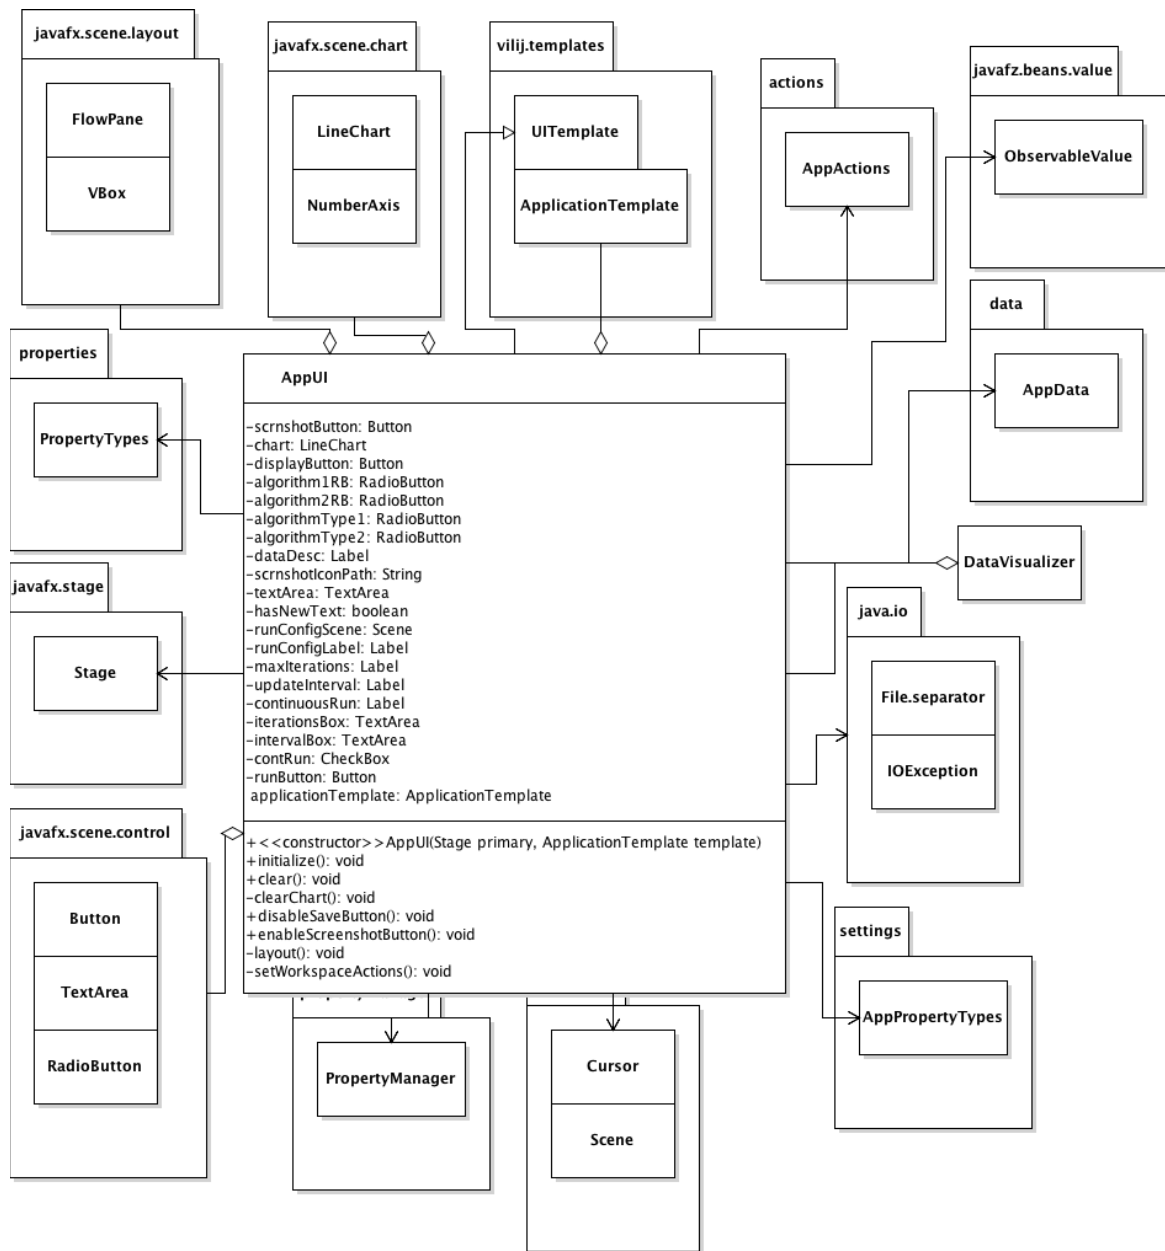 javafx.scene.layout
FlowPane
VBox
javafx.scene.chart
LineChart
NumberAxis
vilij.templates
UITemplate
ApplicationTemplate
actions
AppActions
javafz.beans.value
ObservableValue
data
AppData
properties
PropertyTypes
javafx.stage
Stage
javafx.scene.control
Button
TextArea
RadioButton
AppUI
-scrnshotButton: Button
-chart: LineChart
-displayButton: Button
-algorithm1RB: RadioButton
-algorithm2RB: RadioButton
-algorithmType1: RadioButton
-algorithmType2: RadioButton
-dataDesc: Label
-scrnshotIconPath: String
-textArea: TextArea
-hasNewText: boolean
-runConfigScene: Scene
-runConfigLabel: Label
-maxIterations: Label
-updateInterval: Label
-continuousRun: Label
-iterationsBox: TextArea
-intervalBox: TextArea
-contRun: CheckBox
-runButton: Button
applicationTemplate: ApplicationTemplate
+<<constructor>>AppUI(Stage primary, ApplicationTemplate template)
+initialize(): void
+clear(): void
-clearChart(): void
+disableSaveButton(): void
+enableScreenshotButton(): void
-layout(): void
-setWorkspaceActions(): void
DataVisualizer
java.io
File.separator
IOException
settings
AppPropertyTypes
PropertyManager
Cursor
Scene